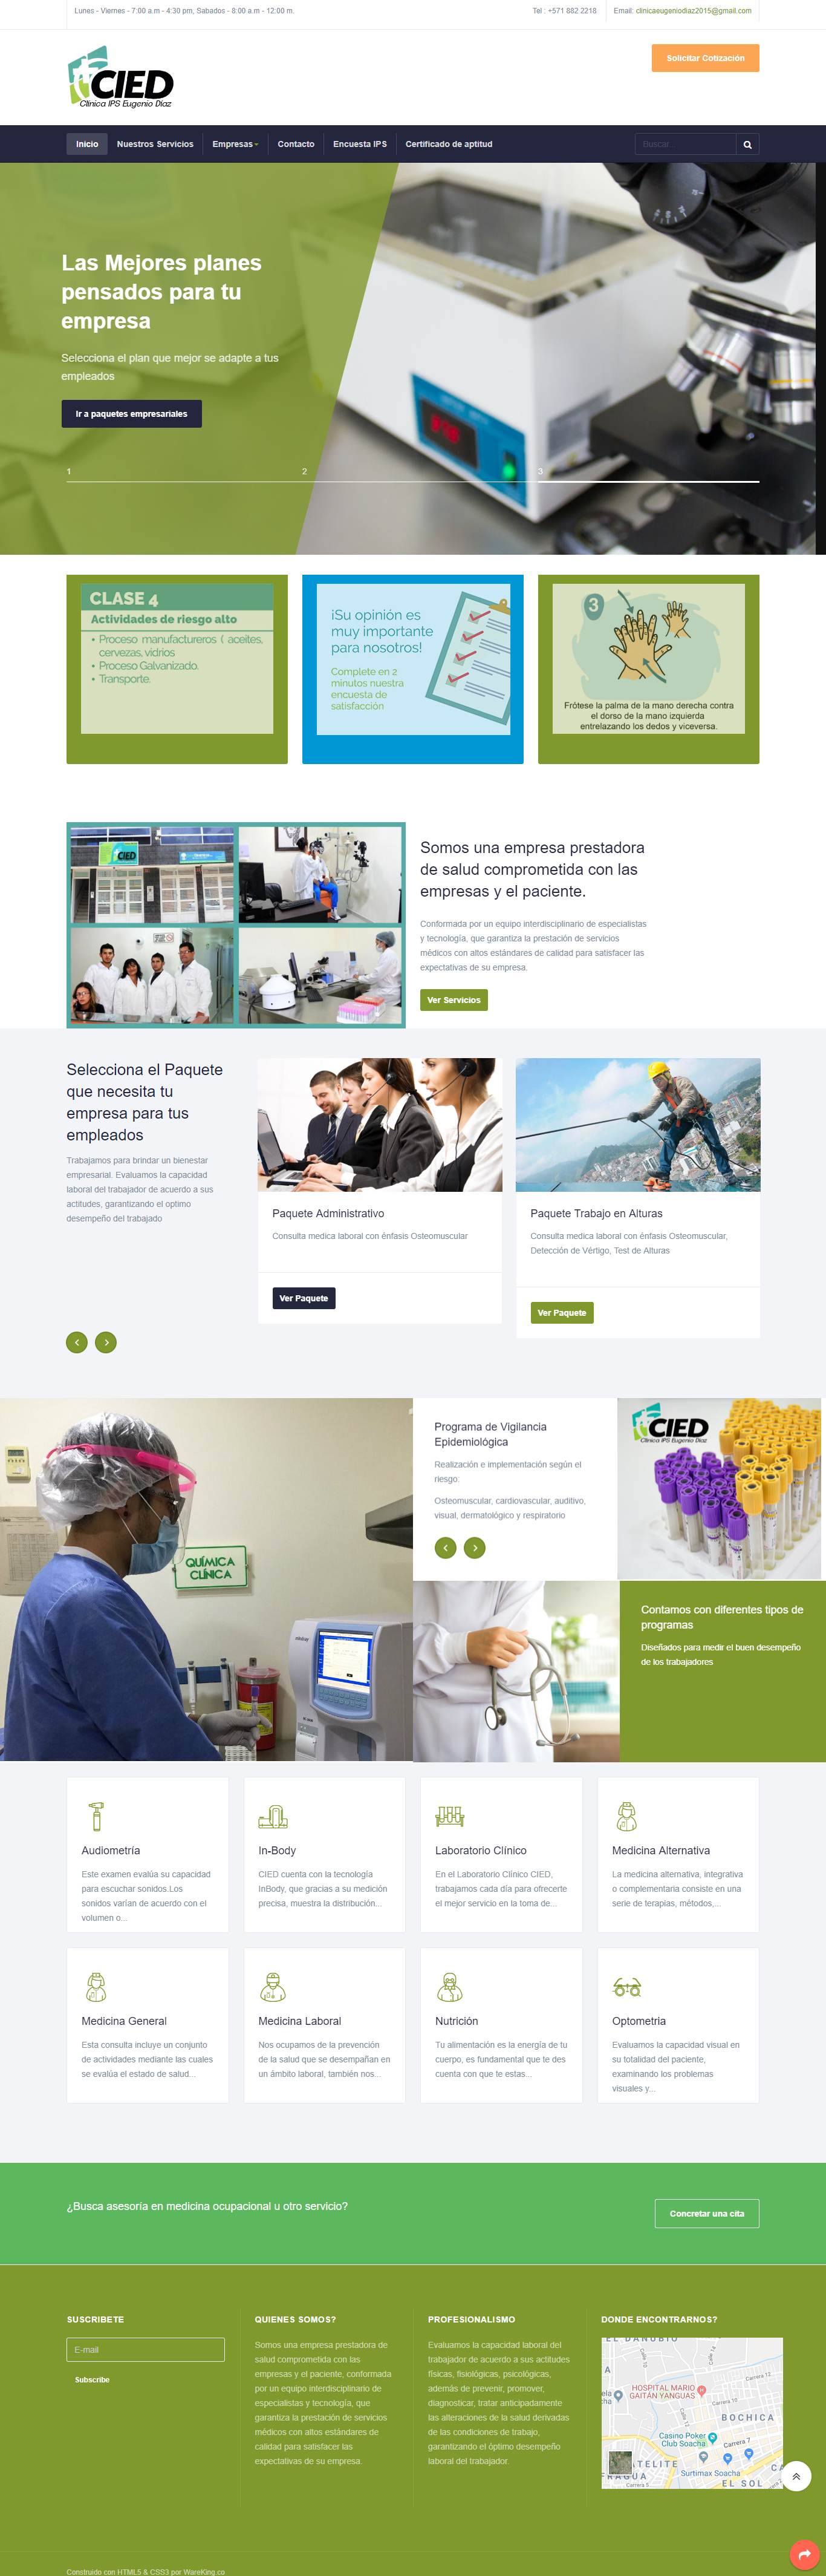 Lunes - Viernes - 7:00 a.m - 4:30 pm, Sabados - 8:00 a.m - 12:00 m.
Tel : +571 882 2218
Email: clinicaeugeniodiaz2015@gmail.com
CIED
Clínica IPS Eugenio Díaz
Solicitar Cotización
Inicio
Nuestros Servicios
Empresas
Contacto
Encuesta IPS
Certificado de aptitud
Buscar...
Las Mejores planes
pensados para tu
empresa
Selecciona el plan que mejor se adapte a tus
empleados
Ir a paquetes empresariales
1
2
3
CLASE 4
Actividades de riesgo alto
• Proceso manufactureros ( aceites,
cervezas, vidrios
• Proceso Galvanizado.
• Transporte.
¡Su opinión es
muy importante
para nosotros!
Complete en 2
minutos nuestra
encuesta de
satisfacción
3
Frótese la palma de la mano derecha contra
el dorso de la mano izquierda
entrelazando los dedos y viceversa.
CIED
Somos una empresa prestadora
de salud comprometida con las
empresas y el paciente.
Conformada por un equipo interdisciplinario de especialistas
y tecnología, que garantiza la prestación de servicios
médicos con altos estándares de calidad para satisfacer las
expectativas de su empresa.
Ver Servicios
Selecciona el Paquete
que necesita tu
empresa para tus
empleados
Trabajamos para brindar un bienestar
empresarial. Evaluamos la capacidad
laboral del trabajador de acuerdo a sus
actitudes, garantizando el optimo
desempeño del trabajado
Paquete Administrativo
Consulta medica laboral con énfasis Osteomuscular
Ver Paquete
Paquete Trabajo en Alturas
Consulta medica laboral con énfasis Osteomuscular,
Detección de Vértigo, Test de Alturas
Ver Paquete
QUÍMICA
CLÍNICA
Programa de Vigilancia
Epidemiológica
Realización e implementación según el
riesgo:
Osteomuscular, cardiovascular, auditivo,
visual, dermatológico y respiratorio
CIED
Clínica IPS Eugenio Díaz
Contamos con diferentes tipos de
programas
Diseñados para medir el buen desempeño
de los trabajadores
Audiometría
Este examen evalúa su capacidad
para escuchar sonidos.Los
sonidos varían de acuerdo con el
volumen o...
In-Body
CIED cuenta con la tecnología
InBody, que gracias a su medición
precisa, muestra la distribución...
Laboratorio Clínico
En el Laboratorio Clínico CIED,
trabajamos cada día para ofrecerte
el mejor servicio en la toma de...
Medicina Alternativa
La medicina alternativa, integrativa
o complementaria consiste en una
serie de terapias, métodos,...
Medicina General
Esta consulta incluye un conjunto
de actividades mediante las cuales
se evalúa el estado de salud...
Medicina Laboral
Nos ocupamos de la prevención
de la salud que se desempañan en
un ámbito laboral, también nos...
Nutrición
Tu alimentación es la energía de tu
cuerpo, es fundamental que te des
cuenta con que te estas...
Optometria
Evaluamos la capacidad visual en
su totalidad del paciente,
examinando los problemas
visuales y...
¿Busca asesoría en medicina ocupacional u otro servicio?
Concretar una cita
SUSCRIBETE
E-mail
Subscribe
QUIENES SOMOS?
Somos una empresa prestadora de
salud comprometida con las
empresas y el paciente, conformada
por un equipo interdisciplinario de
especialistas y tecnología, que
garantiza la prestación de servicios
médicos con altos estándares de
calidad para satisfacer las
expectativas de su empresa.
PROFESIONALISMO
Evaluamos la capacidad laboral del
trabajador de acuerdo a sus actitudes
físicas, fisiológicas, psicológicas,
además de prevenir, promover,
diagnosticar, tratar anticipadamente
las alteraciones de la salud derivadas
de las condiciones de trabajo,
garantizando el óptimo desempeño
laboral del trabajador.
DONDE ENCONTRARNOS?
EL DANUBIO
Calle 10
Calle 14
Carrera 12
HOSPITAL MARIO
GAITÁN YANGUAS
Carrera 10
BOCHICA
Casino Poker
Club Soacha
Carrera 7
Surtimax Soacha
EL SOL
Carrera 5
Construido con HTML5 & CSS3 por WareKing.co